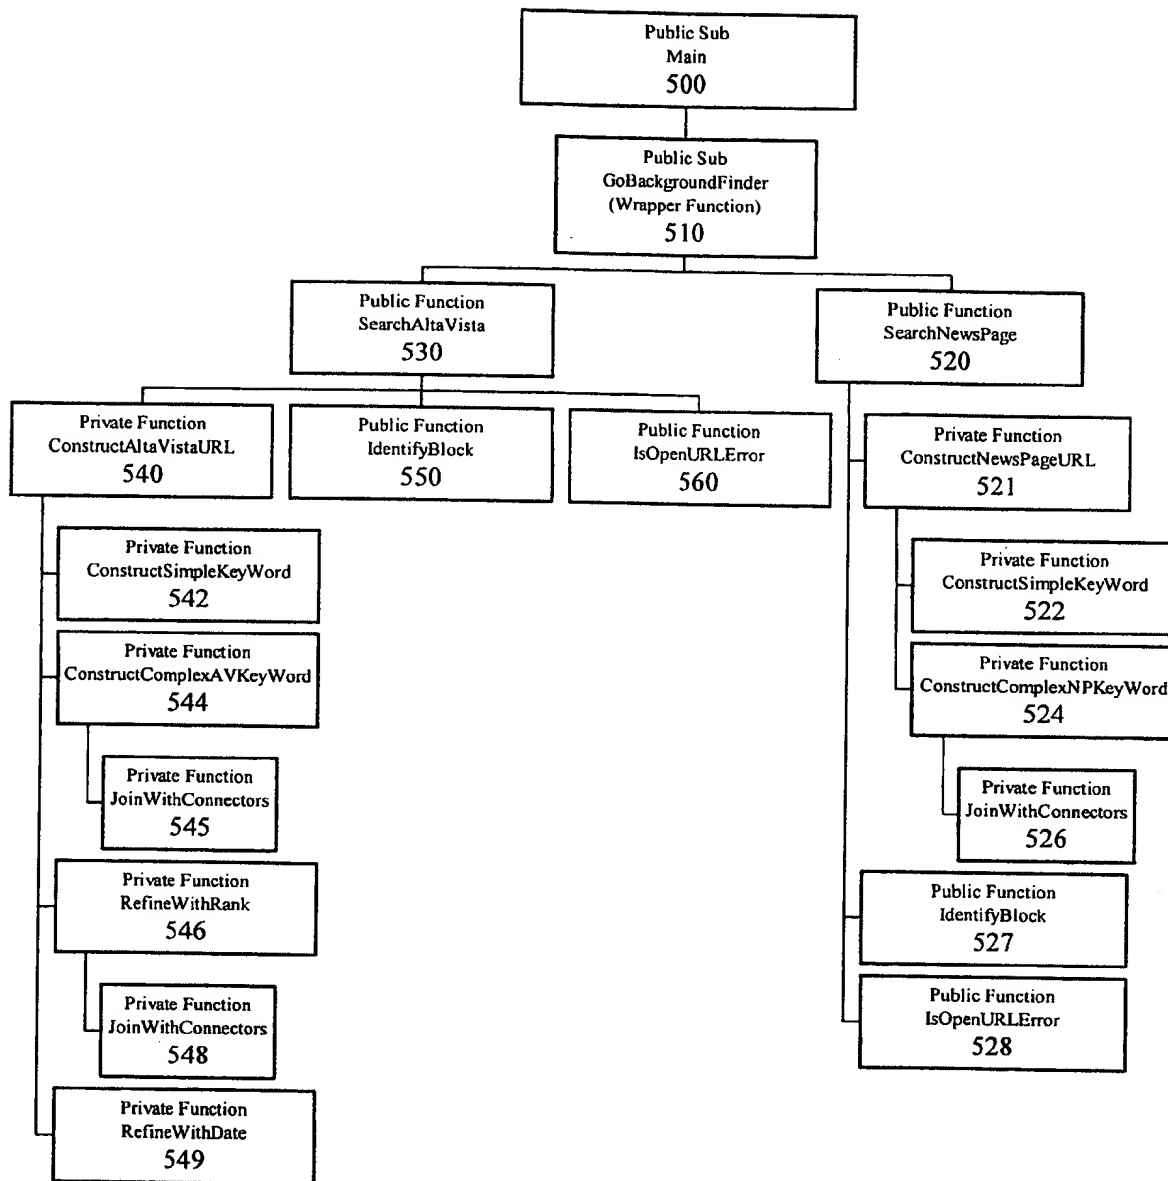 Public Sub
Main
500
Public Sub
GoBackgroundFinder
(Wrapper Function)
510
Public Function
SearchAltaVista
530
Public Function
SearchNewsPage
520
Private Function
ConstructAltaVistaURL
540
Public Function
IdentifyBlock
550
Public Function
IsOpenURLError
560
Private Function
ConstructNewsPageURL
521
Private Function
ConstructSimpleKeyWord
542
Private Function
ConstructSimpleKeyWord
522
Private Function
ConstructComplexAVKeyWord
544
Private Function
ConstructComplexNPKeyWord
524
Private Function
JoinWithConnectors
545
Private Function
JoinWithConnectors
526
Private Function
RefineWithRank
546
Public Function
IdentifyBlock
527
Private Function
JoinWithConnectors
548
Public Function
IsOpenURLError
528
Private Function
RefineWithDate
549